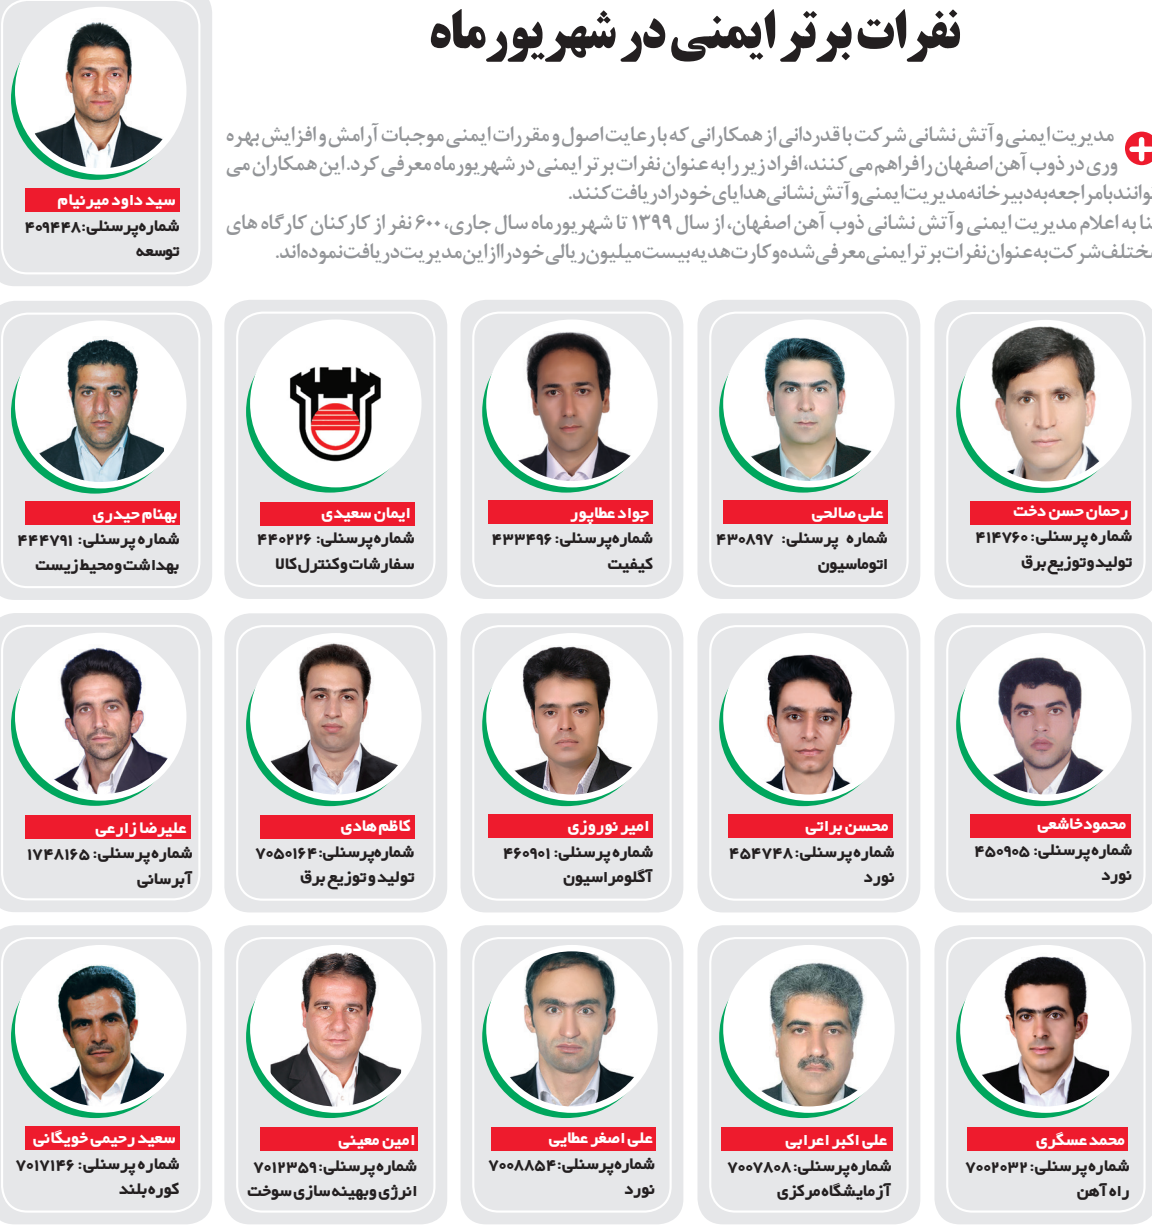 نفرات برتر ایمنی در شهریور ماه
مدیریت ایمنی و آتش نشانی شرکت با قدردانی از همکارانی که با رعایت اصول و مقررات ایمنی موجبات آرامش و افزایش بهره
وری در ذوب آهن اصفهان را فراهم می کنند، افراد زیر را به عنوان نفرات برتر ایمنی در شهریور ماه معرفی کرد. این همکاران می
توانند با مراجعه به دبیرخانه مدیریت ایمنی و آتش نشانی هدایای خود را دریافت کنند.
بنا به اعلام مدیریت ایمنی و آتش نشانی ذوب آهن اصفهان، از سال ۱۳۹۹ تا شهریور ماه سال جاری، ۶۰۰ نفر از کارکنان کارگاه های
مختلف شرکت به عنوان نفرات برتر ایمنی معرفی شده و کارت هدیه بیست میلیون ریالی خود را از این مدیریت دریافت نموده اند.
سید داود میرنیام
شماره پرسنلی: ۴۰۹۴۴۸
توسعه
رحمان حسن دخت
شماره پرسنلی: ۴۱۴۷۶۰
تولید و توزیع برق
علی صالحی
شماره پرسنلی: ۴۳۰۸۹۷
اتوماسیون
جواد عطاپور
شماره پرسنلی: ۴۳۳۴۹۶
کیفیت
ایمان سعیدی
شماره پرسنلی: ۴۴۰۲۲۶
سفارشات و کنترل کالا
بهنام حیدری
شماره پرسنلی: ۴۴۴۷۹۱
بهداشت و محیط زیست
محمود خاشعی
شماره پرسنلی: ۴۵۰۹۰۵
نورد
محسن براتی
شماره پرسنلی: ۴۵۴۷۴۸
نورد
امیر نوروزی
شماره پرسنلی: ۴۶۰۹۰۱
آگلومراسیون
کاظم هادی
شماره پرسنلی: ۷۰۵۰۱۶۴
تولید و توزیع برق
علیرضا زارعی
شماره پرسنلی: ۱۷۴۸۱۶۵
آبرسانی
محمد عسگری
شماره پرسنلی: ۷۰۰۲۰۳۲
راه آهن
علی اکبر اعرابی
شماره پرسنلی: ۷۰۰۷۸۰۸
آزمایشگاه مرکزی
علی اصغر عطایی
شماره پرسنلی: ۷۰۰۸۸۵۴
نورد
امین معینی
شماره پرسنلی: ۷۰۱۲۳۵۹
انرژی و بهینه سازی سوخت
سعید رحیمی خویگانی
شماره پرسنلی: ۷۰۱۷۱۴۶
کوره بلند